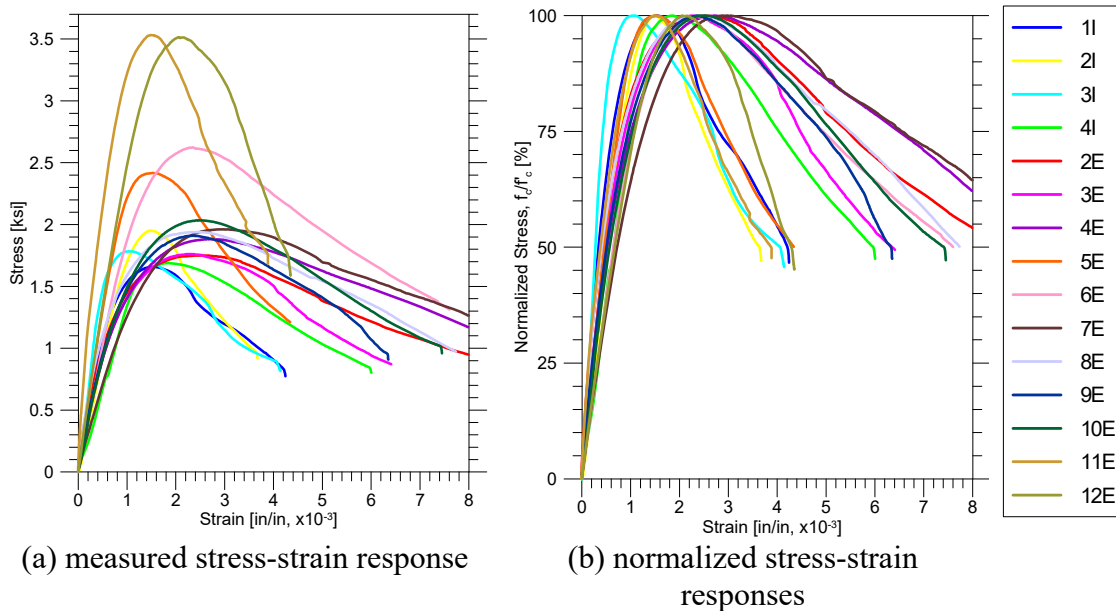 3.5
3
2.5
2
1.5
1
0.5
0
Stress [ksi]
0 1 2 3 4 5 6 7 8
Strain [in/in, x10⁻³]
(a) measured stress-strain response
100
75
50
25
0
Normalized Stress, f_c/f'_c [%]
0 1 2 3 4 5 6 7 8
Strain [in/in, x10⁻³]
(b) normalized stress-strain
responses
1I
2I
3I
4I
2E
3E
4E
5E
6E
7E
8E
9E
10E
11E
12E